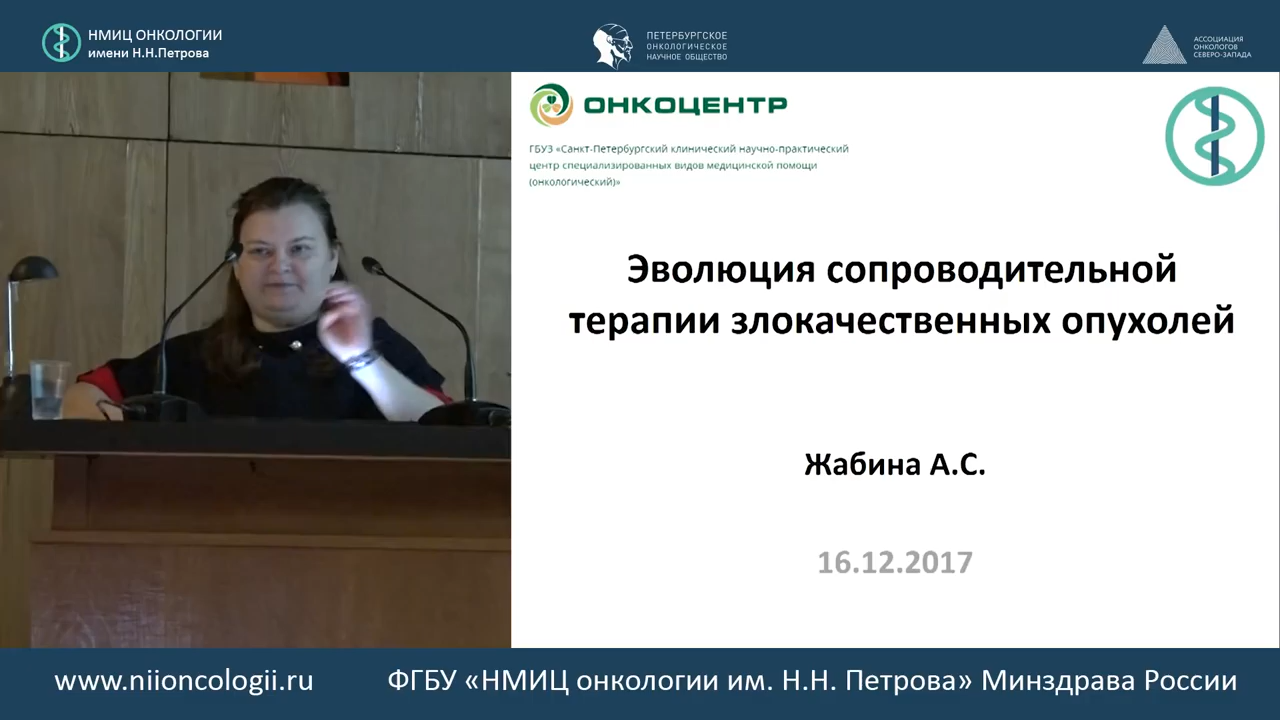 НМИЦ ОНКОЛОГИИ
имени Н.Н.Петрова
ПЕТЕРБУРГСКОЕ
ОНКОЛОГИЧЕСКОЕ
НАУЧНОЕ ОБЩЕСТВО
АССОЦИАЦИЯ
ОНКОЛОГОВ
СЕВЕРО-ЗАПАДА
ОНКОЦЕНТР
ГБУЗ «Санкт-Петербургский клинический научно-практический
центр специализированных видов медицинской помощи
(онкологический)»
Эволюция сопроводительной
терапии злокачественных опухолей
Жабина А.С.
16.12.2017
www.niioncologii.ru
ФГБУ «НМИЦ онкологии им. Н.Н. Петрова» Минздрава России